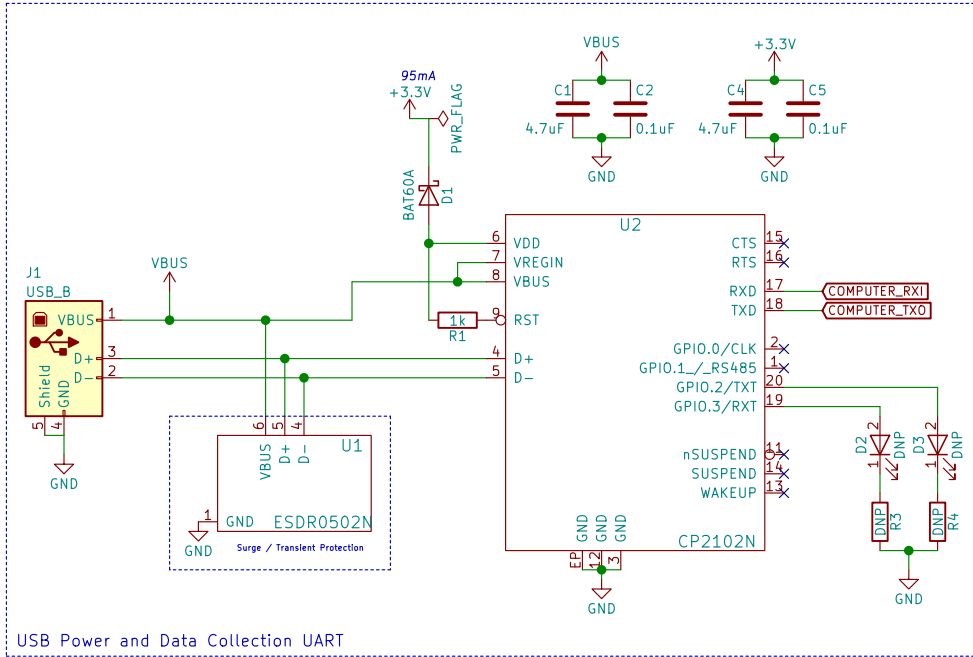 VBUS
+3.3V
95mA
+3.3V
PWR_FLAG
C1
C2
4.7uF
0.1uF
GND
C4
C5
4.7uF
0.1uF
GND
BAT60A
D1
J1
USB_B
VBUS
VBUS 1
D+ 3
D- 2
Shield
GND
5
4
GND
U2
6 VDD
7 VREGIN
8 VBUS
9 RST
1k
R1
4 D+
5 D-
CTS 15
RTS 16
RXD 17
COMPUTER_RXI
TXD 18
COMPUTER_TXO
GPIO.0/CLK 2
GPIO.1_/_RS485 1
GPIO.2/TXT 20
GPIO.3/RXT 19
nSUSPEND 11
SUSPEND 14
WAKEUP 13
GND
GND
GND
EP
12
3
CP2102N
GND
6
5
4
VBUS
D+
D-
U1
1
GND
ESDR0502N
GND
Surge / Transient Protection
D2
2
1
DNP
D3
2
1
DNP
DNP
R3
DNP
R4
GND
USB Power and Data Collection UART